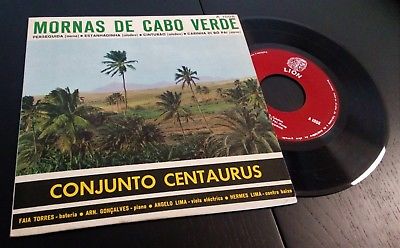 MORNAS DE CABO VERDE
PERSEGUIDA (morna) • ESTANHADINHA (coladera) • CINTURÃO (coladera) • CARINHA DI BO PAI (morna)
LION
CONJUNTO CENTAURUS
FAIA TORRES - bateria • ARM. GONÇALVES - piano • ANGELO LIMA - viola eléctrica • HERMES LIMA - contra baixo